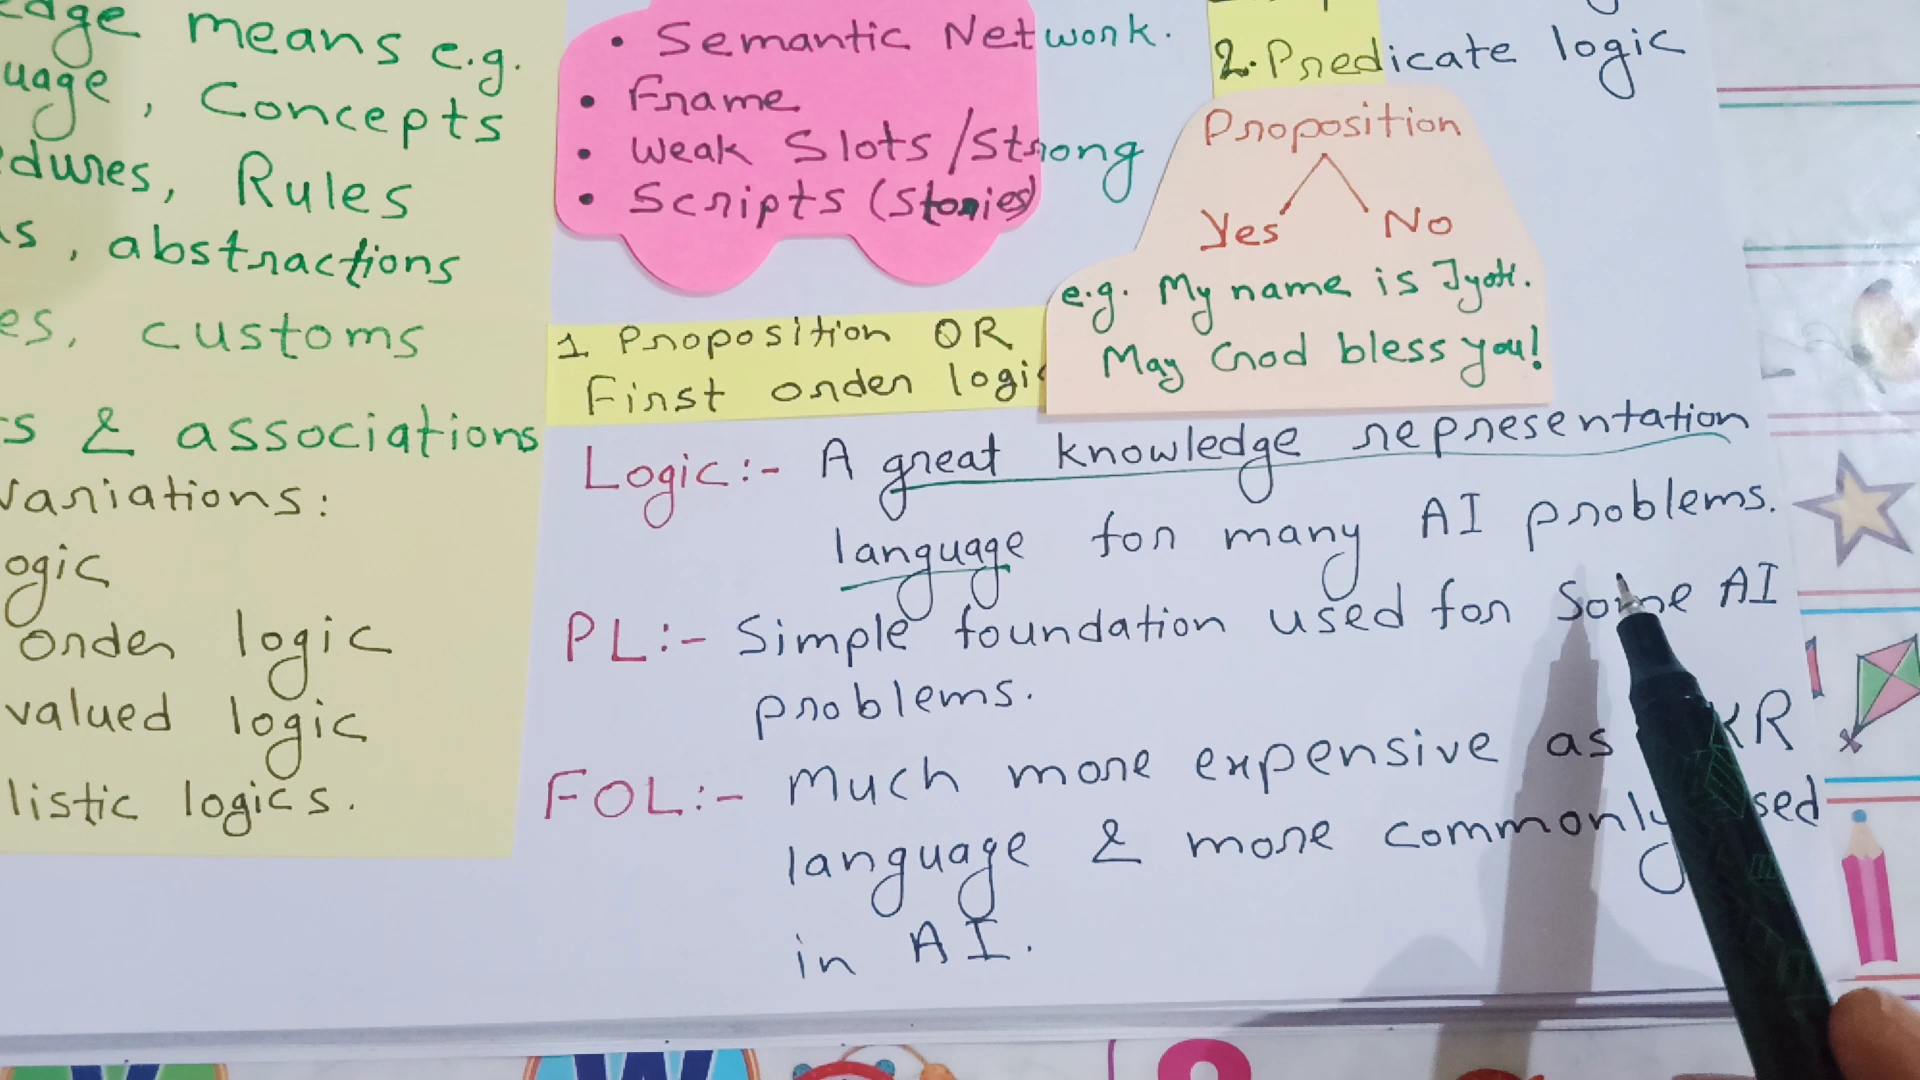 means e.g.
, Concepts
, Rules
, abstractions
, customs
& associations
variations:
logic
onder logic
valued logic
listic logics.
• Semantic Network.
• Frame
• Weak Slots / Strong
• Scripts (Stories)
2. Predicate logic
Proposition
Yes No
e.g. My name is Jyoti.
May God bless you!
1 Proposition OR
First order logic
Logic:- A great knowledge representation
language for many AI problems.
PL:- Simple foundation used for Some AI
problems.
FOL:- Much more expensive as KR
language & more commonly used
in AI.